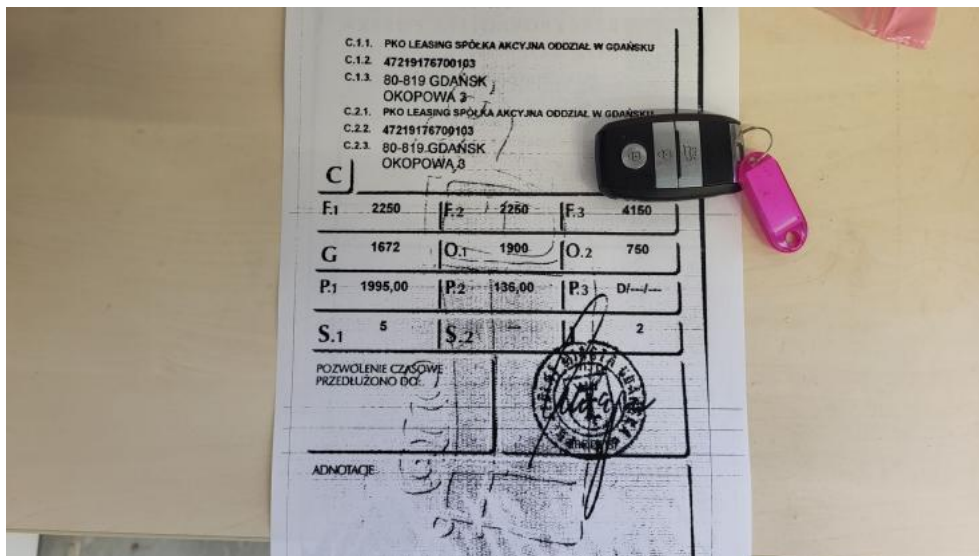 C.1.1. PKO LEASING SPÓŁKA AKCYJNA ODDZIAŁ W GDAŃSKU
C.1.2. 47219176700103
C.1.3. 80-819 GDAŃSK
OKOPOWA 3
C.2.1. PKO LEASING SPÓŁKA AKCYJNA ODDZIAŁ W GDAŃSKU
C.2.2. 47219176700103
C.2.3. 80-819 GDAŃSK
OKOPOWA 3
C
F.1 2250 F.2 2250 F.3 4150
G 1672 O.1 1900 O.2 750
P.1 1995,00 P.2 136,00 P.3 D/---/---
S.1 5 S.2 --- 2
POZWOLENIE CZASOWE
PRZEDŁUŻONO DO:
ADNOTACJE